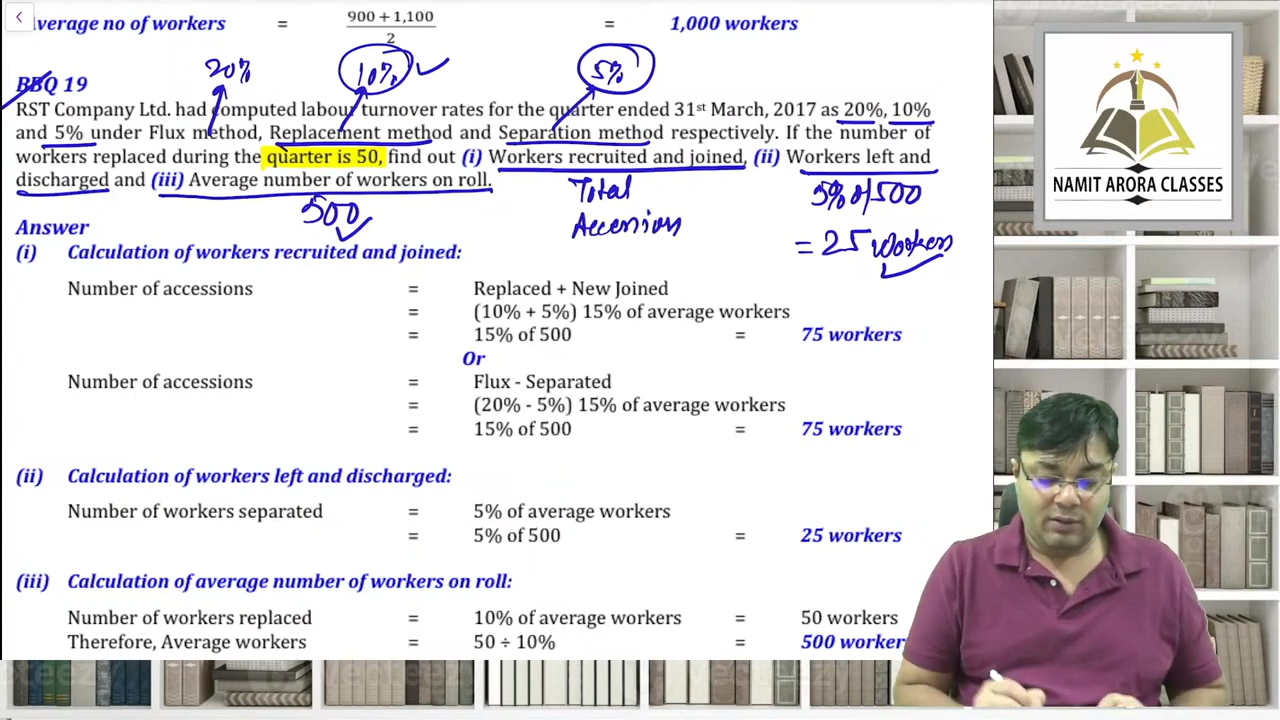 Average no of workers = 900 + 1,100 / 2 = 1,000 workers
20% 10% 5%
BBQ 19
RST Company Ltd. had computed labour turnover rates for the quarter ended 31st March, 2017 as 20%, 10%
and 5% under Flux method, Replacement method and Separation method respectively. If the number of
workers replaced during the quarter is 50, find out (i) Workers recruited and joined, (ii) Workers left and
discharged and (iii) Average number of workers on roll.
500
Total
Accession
5% of 500
= 25 workers
Answer
(i) Calculation of workers recruited and joined:
Number of accessions = Replaced + New Joined
= (10% + 5%) 15% of average workers
= 15% of 500 = 75 workers
Or
Number of accessions = Flux - Separated
= (20% - 5%) 15% of average workers
= 15% of 500 = 75 workers
(ii) Calculation of workers left and discharged:
Number of workers separated = 5% of average workers
= 5% of 500 = 25 workers
(iii) Calculation of average number of workers on roll:
Number of workers replaced = 10% of average workers = 50 workers
Therefore, Average workers = 50 ÷ 10% = 500 worker
NAMIT ARORA CLASSES